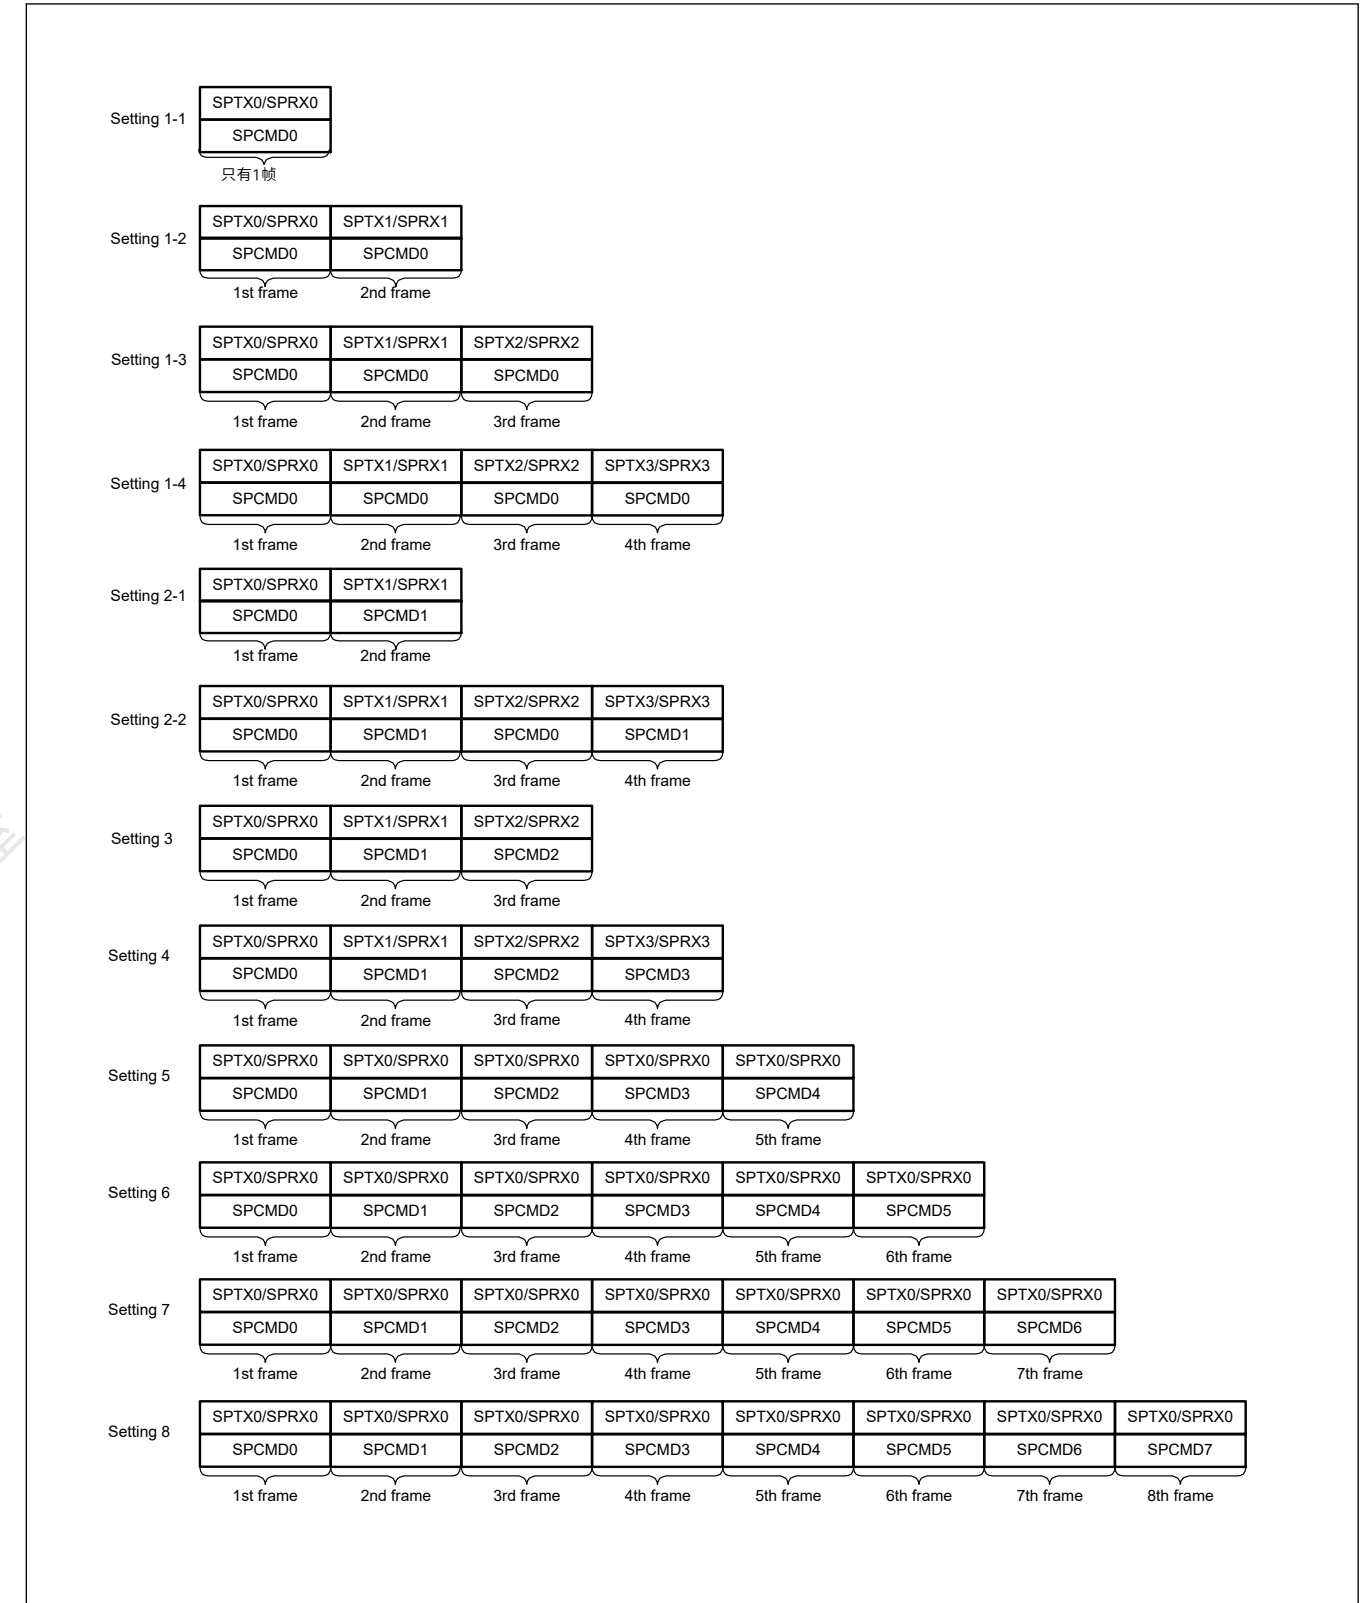 SPTX0/SPRX0
Setting 1-1
SPCMD0
只有1帧
SPTX0/SPRX0 SPTX1/SPRX1
Setting 1-2
SPCMD0 SPCMD0
1st frame 2nd frame
SPTX0/SPRX0 SPTX1/SPRX1 SPTX2/SPRX2
Setting 1-3
SPCMD0 SPCMD0 SPCMD0
1st frame 2nd frame 3rd frame
SPTX0/SPRX0 SPTX1/SPRX1 SPTX2/SPRX2 SPTX3/SPRX3
Setting 1-4
SPCMD0 SPCMD0 SPCMD0 SPCMD0
1st frame 2nd frame 3rd frame 4th frame
SPTX0/SPRX0 SPTX1/SPRX1
Setting 2-1
SPCMD0 SPCMD1
1st frame 2nd frame
SPTX0/SPRX0 SPTX1/SPRX1 SPTX2/SPRX2 SPTX3/SPRX3
Setting 2-2
SPCMD0 SPCMD1 SPCMD0 SPCMD1
1st frame 2nd frame 3rd frame 4th frame
SPTX0/SPRX0 SPTX1/SPRX1 SPTX2/SPRX2
Setting 3
SPCMD0 SPCMD1 SPCMD2
1st frame 2nd frame 3rd frame
SPTX0/SPRX0 SPTX1/SPRX1 SPTX2/SPRX2 SPTX3/SPRX3
Setting 4
SPCMD0 SPCMD1 SPCMD2 SPCMD3
1st frame 2nd frame 3rd frame 4th frame
SPTX0/SPRX0 SPTX0/SPRX0 SPTX0/SPRX0 SPTX0/SPRX0 SPTX0/SPRX0
Setting 5
SPCMD0 SPCMD1 SPCMD2 SPCMD3 SPCMD4
1st frame 2nd frame 3rd frame 4th frame 5th frame
SPTX0/SPRX0 SPTX0/SPRX0 SPTX0/SPRX0 SPTX0/SPRX0 SPTX0/SPRX0 SPTX0/SPRX0
Setting 6
SPCMD0 SPCMD1 SPCMD2 SPCMD3 SPCMD4 SPCMD5
1st frame 2nd frame 3rd frame 4th frame 5th frame 6th frame
SPTX0/SPRX0 SPTX0/SPRX0 SPTX0/SPRX0 SPTX0/SPRX0 SPTX0/SPRX0 SPTX0/SPRX0 SPTX0/SPRX0
Setting 7
SPCMD0 SPCMD1 SPCMD2 SPCMD3 SPCMD4 SPCMD5 SPCMD6
1st frame 2nd frame 3rd frame 4th frame 5th frame 6th frame 7th frame
SPTX0/SPRX0 SPTX0/SPRX0 SPTX0/SPRX0 SPTX0/SPRX0 SPTX0/SPRX0 SPTX0/SPRX0 SPTX0/SPRX0 SPTX0/SPRX0
Setting 8
SPCMD0 SPCMD1 SPCMD2 SPCMD3 SPCMD4 SPCMD5 SPCMD6 SPCMD7
1st frame 2nd frame 3rd frame 4th frame 5th frame 6th frame 7th frame 8th frame